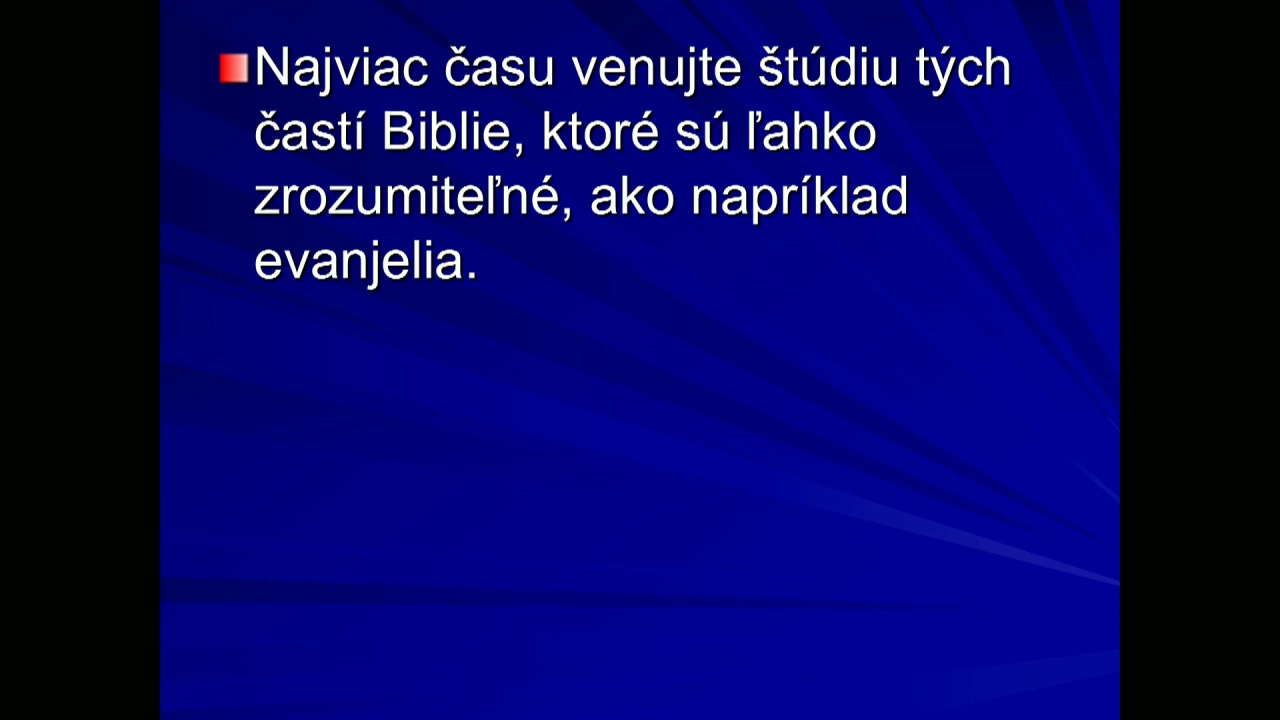 Najviac času venujte štúdiu tých
častí Biblie, ktoré sú ľahko
zrozumiteľné, ako napríklad
evanjelia.